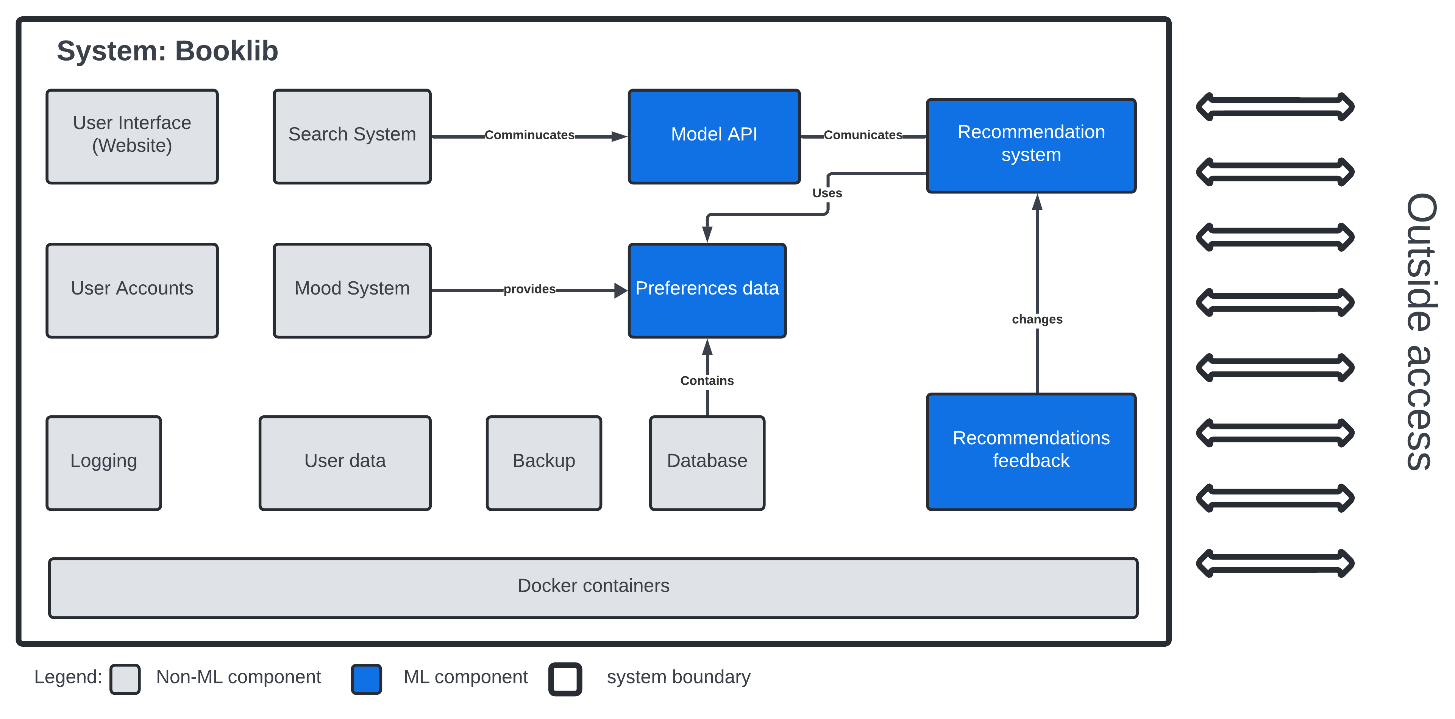 System: Booklib
User Interface
(Website)
Search System
Comminucates
Model API
Comunicates
Recommendation
system
Uses
User Accounts
Mood System
provides
Preferences data
changes
Contains
Logging
User data
Backup
Database
Recommendations
feedback
Docker containers
Outside access
Legend:
Non-ML component
ML component
system boundary